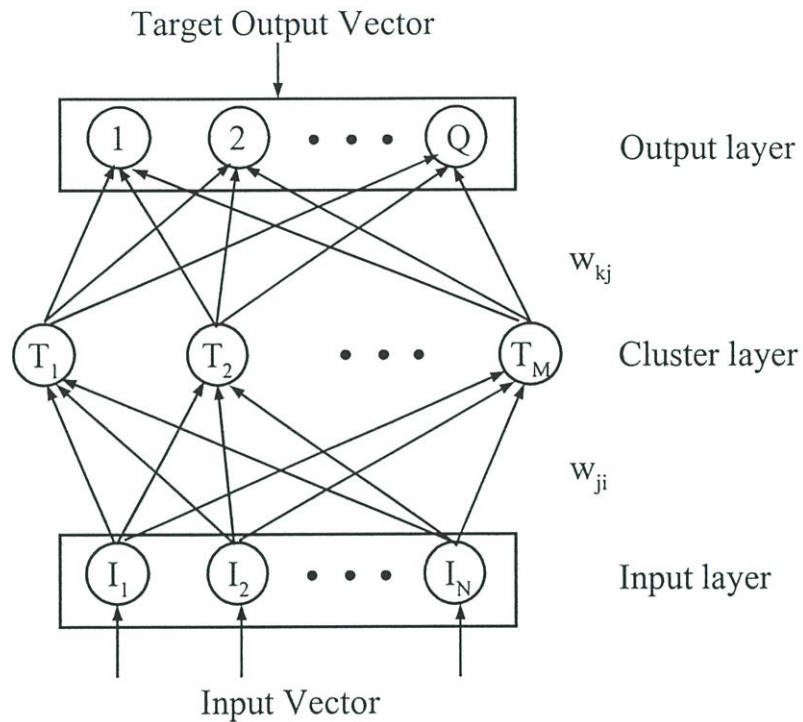 Target Output Vector
1 2 • • • Q
Output layer
w_kj
T_1 T_2 • • • T_M
Cluster layer
w_ji
I_1 I_2 • • • I_N
Input layer
Input Vector